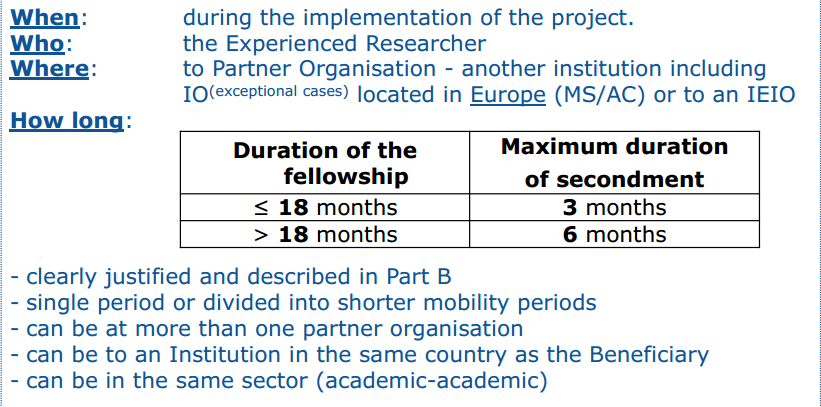 When: during the implementation of the project.
Who: the Experienced Researcher
Where: to Partner Organisation - another institution including
IO(exceptional cases) located in Europe (MS/AC) or to an IEIO
How long:
Duration of the fellowship Maximum duration of secondment
≤ 18 months 3 months
> 18 months 6 months
- clearly justified and described in Part B
- single period or divided into shorter mobility periods
- can be at more than one partner organisation
- can be to an Institution in the same country as the Beneficiary
- can be in the same sector (academic-academic)